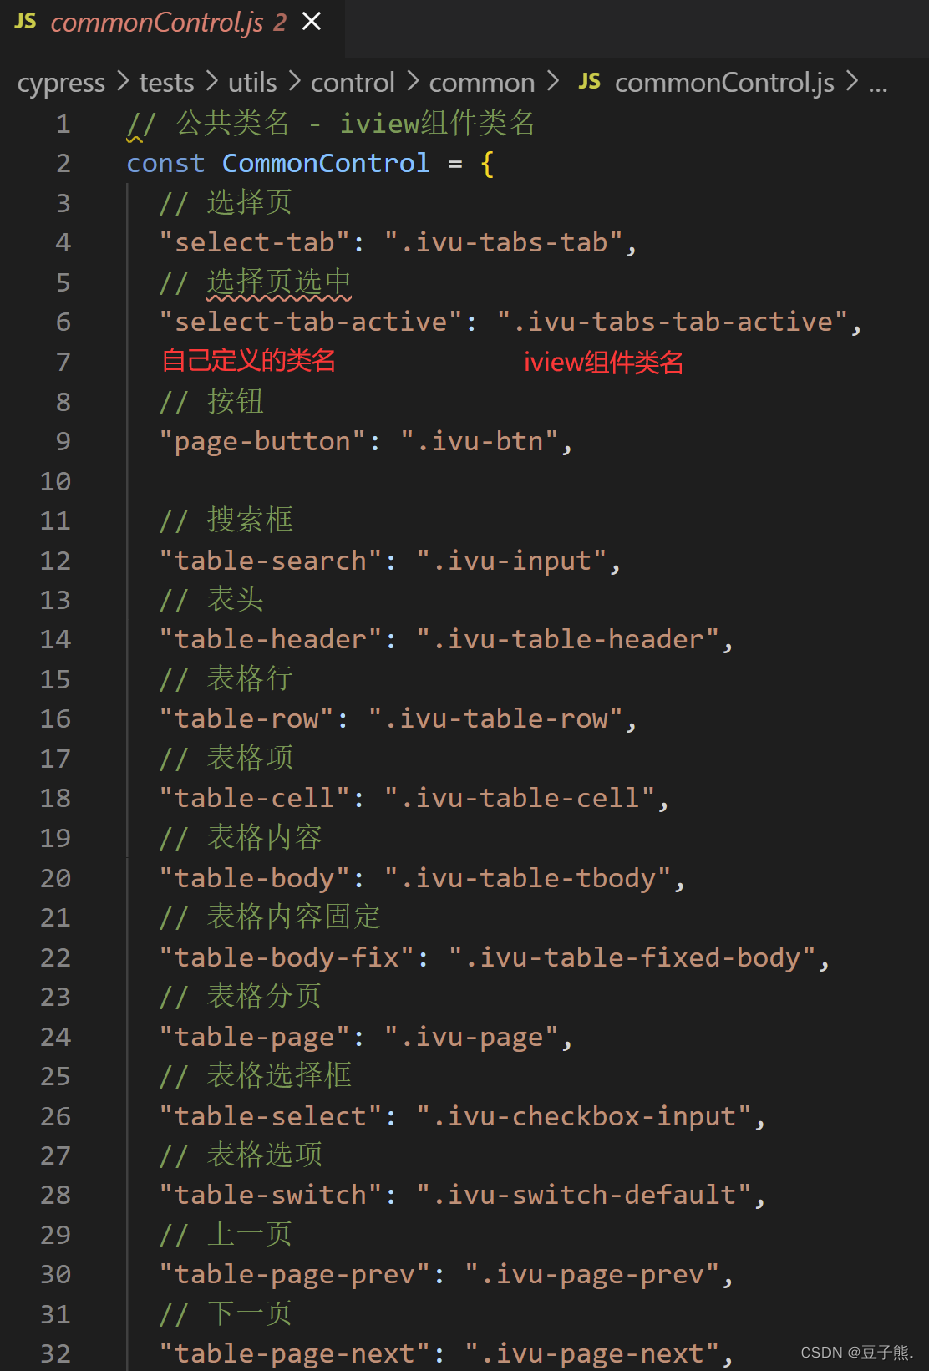 JS commonControl.js 2 ×
cypress > tests > utils > control > common > JS commonControl.js > ...
1 // 公共类名 - iview组件类名
2 const CommonControl = {
3 // 选择页
4 "select-tab": ".ivu-tabs-tab",
5 // 选择页选中
6 "select-tab-active": ".ivu-tabs-tab-active",
7 自己定义的类名 iview组件类名
8 // 按钮
9 "page-button": ".ivu-btn",
10
11 // 搜索框
12 "table-search": ".ivu-input",
13 // 表头
14 "table-header": ".ivu-table-header",
15 // 表格行
16 "table-row": ".ivu-table-row",
17 // 表格项
18 "table-cell": ".ivu-table-cell",
19 // 表格内容
20 "table-body": ".ivu-table-tbody",
21 // 表格内容固定
22 "table-body-fix": ".ivu-table-fixed-body",
23 // 表格分页
24 "table-page": ".ivu-page",
25 // 表格选择框
26 "table-select": ".ivu-checkbox-input",
27 // 表格选项
28 "table-switch": ".ivu-switch-default",
29 // 上一页
30 "table-page-prev": ".ivu-page-prev",
31 // 下一页
32 "table-page-next": ".ivu-page-next",
CSDN @豆子熊.